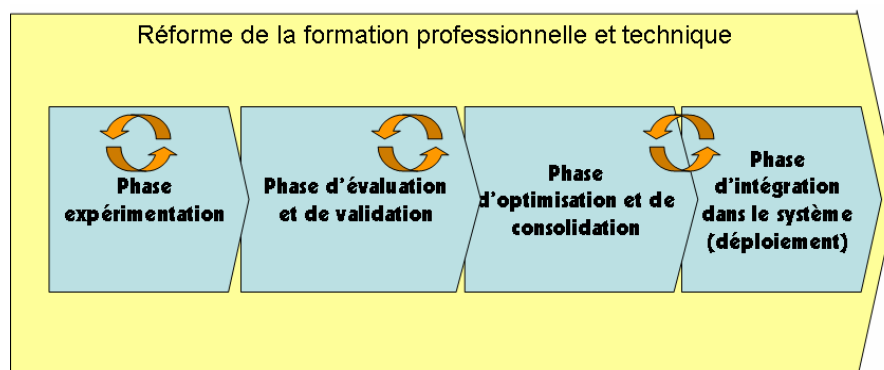 Réforme de la formation professionnelle et technique
Phase
expérimentation
Phase d'évaluation
et de validation
Phase
d'optimisation et de
consolidation
Phase
d'intégration
dans le système
(déploiement)